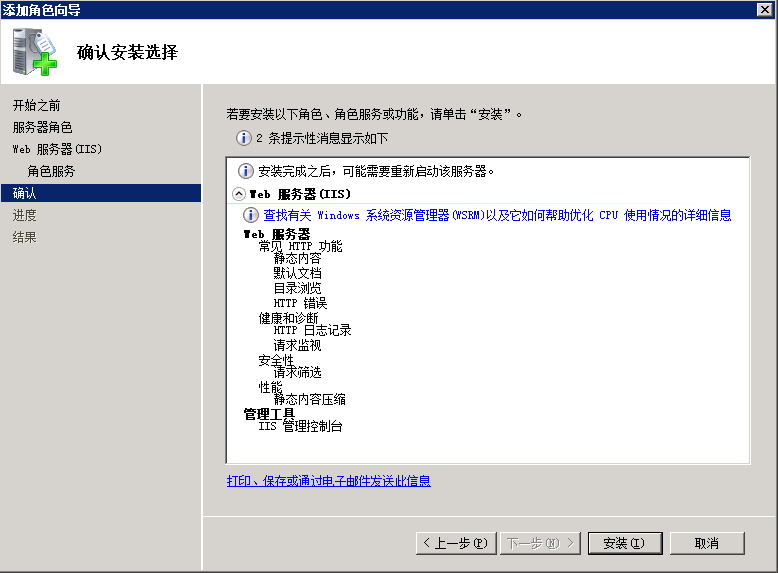 添加角色向导
确认安装选择
开始之前
服务器角色
Web 服务器(IIS)
角色服务
确认
进度
结果
若要安装以下角色、角色服务或功能，请单击“安装”。
2 条提示性消息显示如下
安装完成之后，可能需要重新启动该服务器。
Web 服务器(IIS)
查找有关 Windows 系统资源管理器(WSRM)以及它如何帮助优化 CPU 使用情况的详细信息
Web 服务器
常见 HTTP 功能
静态内容
默认文档
目录浏览
HTTP 错误
健康和诊断
HTTP 日志记录
请求监视
安全性
请求筛选
性能
静态内容压缩
管理工具
IIS 管理控制台
打印、保存或通过电子邮件发送此信息
< 上一步(P) 下一步(N) > 安装(I) 取消